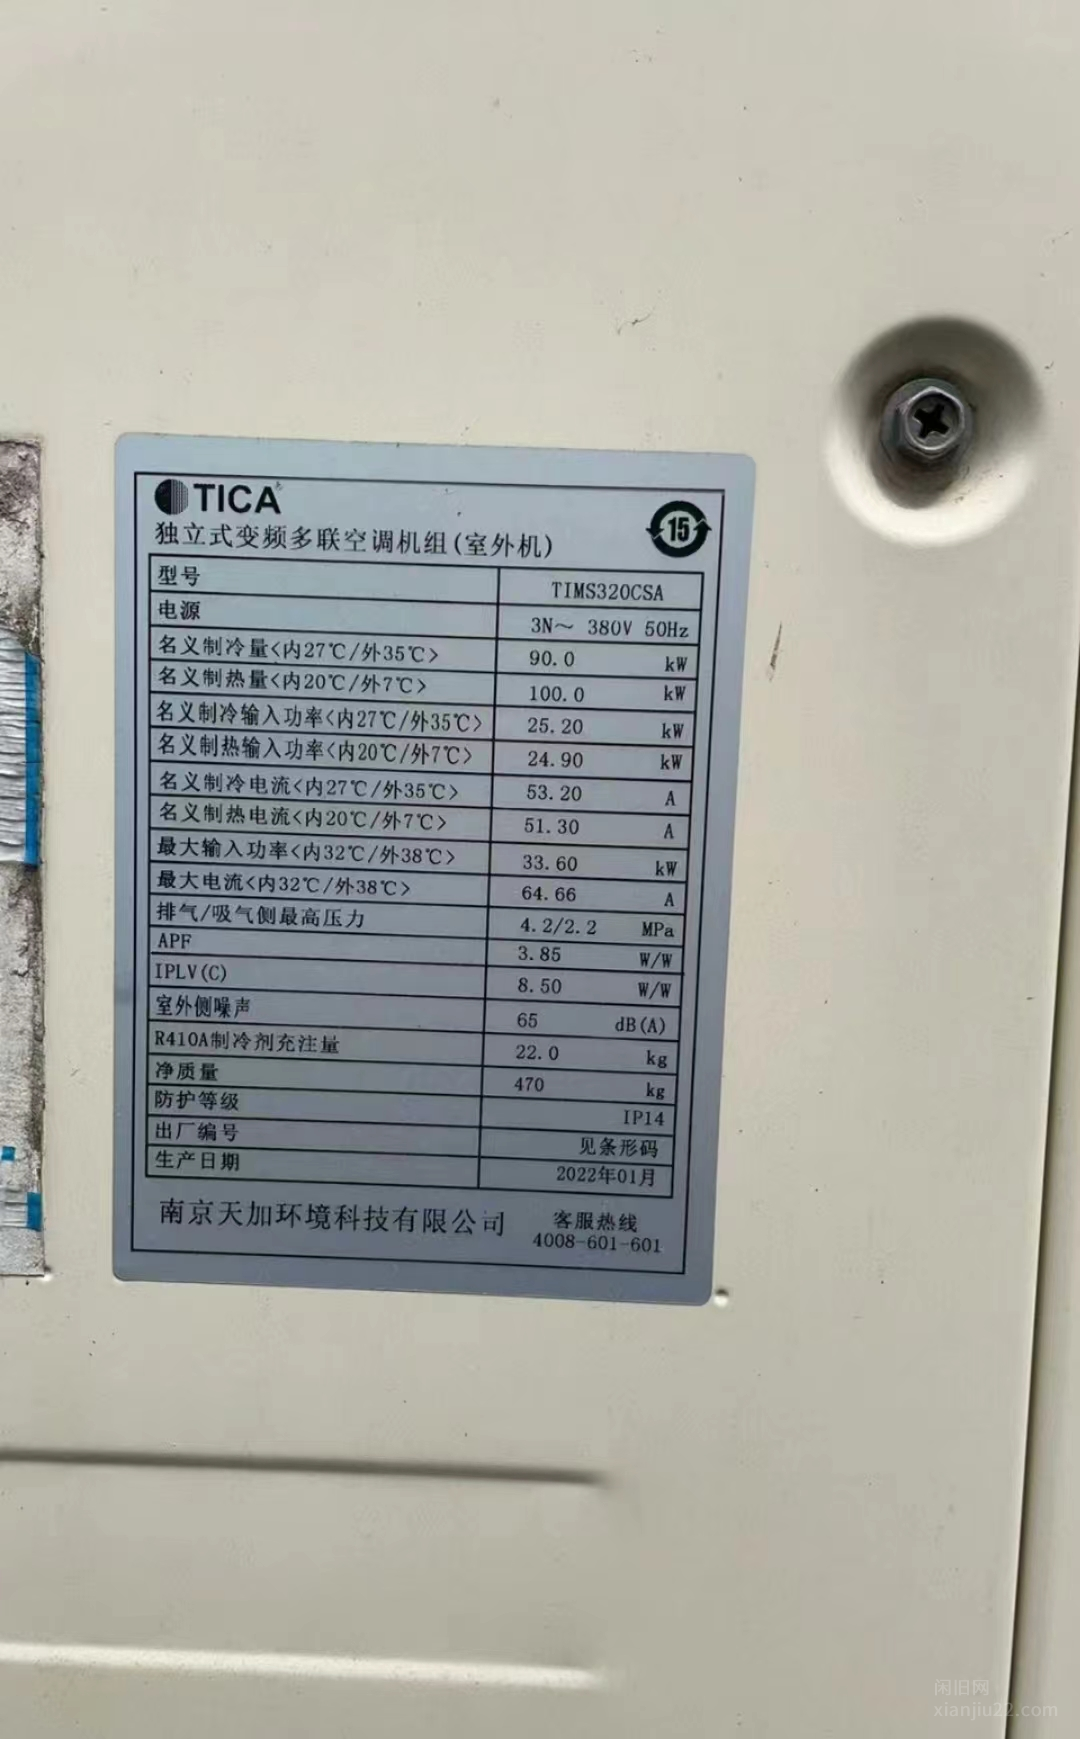 TICA
15
独立式变频多联空调机组(室外机)
型号 TIMS320CSA
电源 3N～ 380V 50Hz
名义制冷量<内27℃/外35℃> 90.0 kW
名义制热量<内20℃/外7℃> 100.0 kW
名义制冷输入功率<内27℃/外35℃> 25.20 kW
名义制热输入功率<内20℃/外7℃> 24.90 kW
名义制冷电流<内27℃/外35℃> 53.20 A
名义制热电流<内20℃/外7℃> 51.30 A
最大输入功率<内32℃/外38℃> 33.60 kW
最大电流<内32℃/外38℃> 64.66 A
排气/吸气侧最高压力 4.2/2.2 MPa
APF 3.85 W/W
IPLV(C) 8.50 W/W
室外侧噪声 65 dB(A)
R410A制冷剂充注量 22.0 kg
净质量 470 kg
防护等级 IP14
出厂编号 见条形码
生产日期 2022年01月
南京天加环境科技有限公司 客服热线
4008-601-601
闲旧网
xianjiu22.com